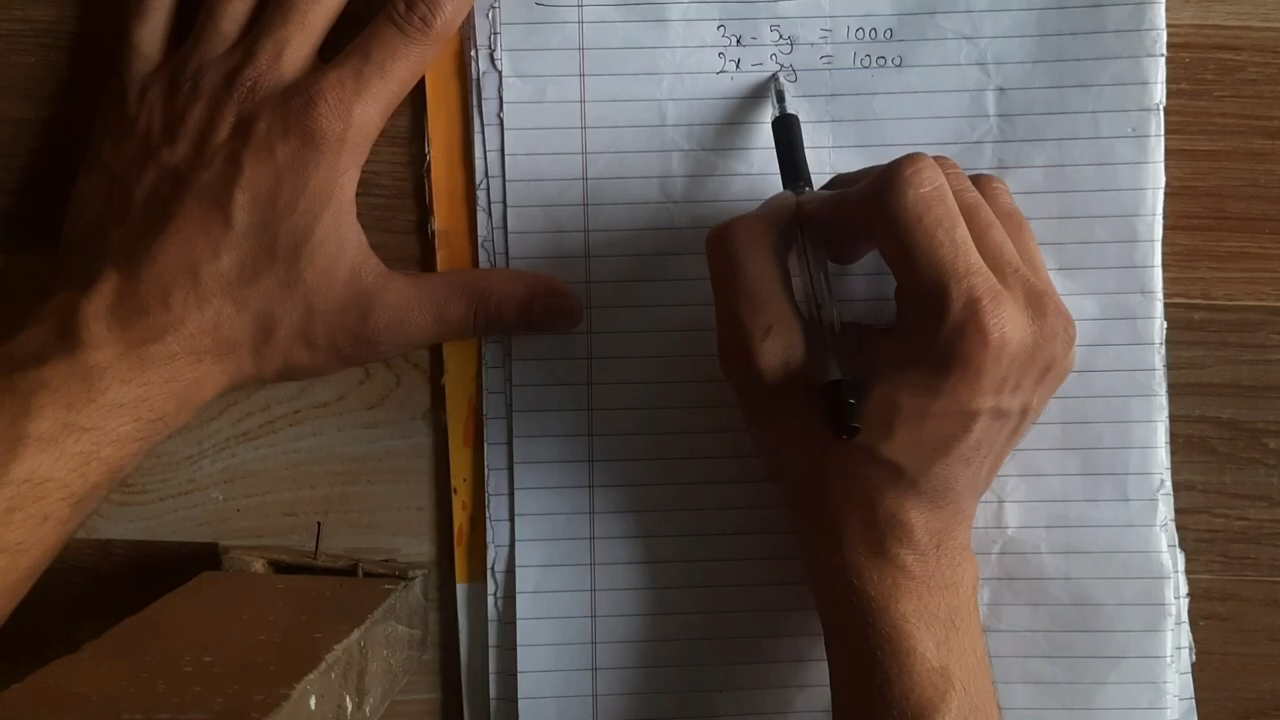 3x - 5y = 1000
2x - 3y = 1000